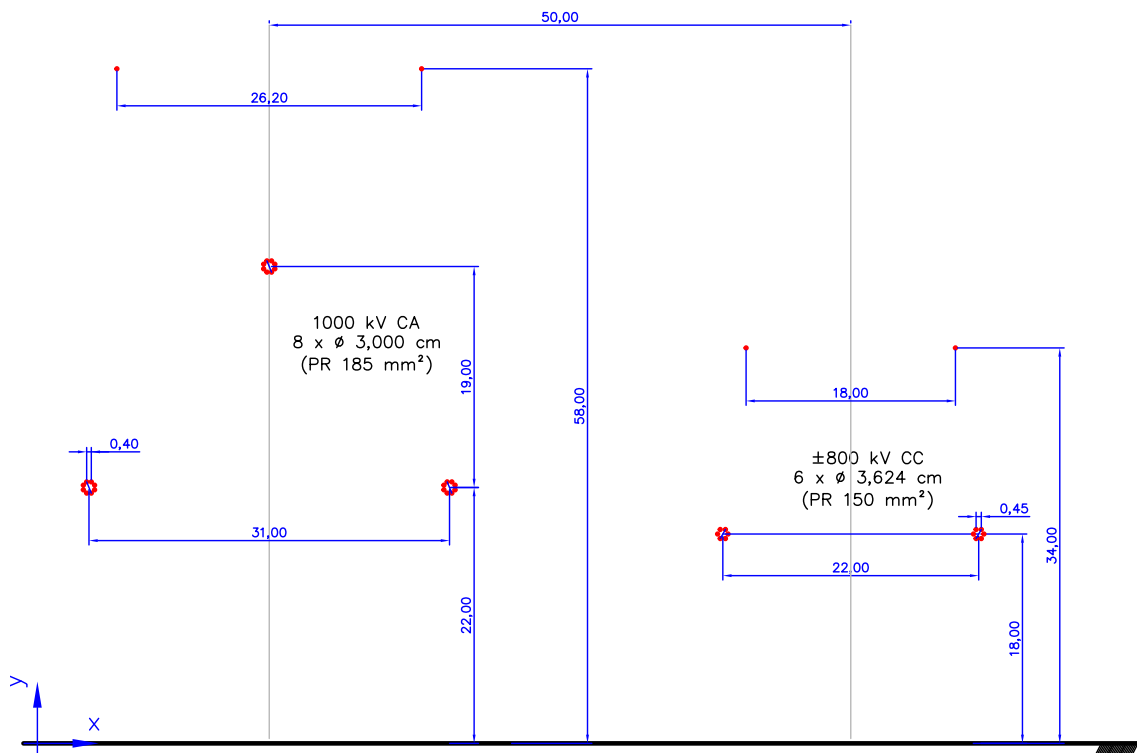 50,00
26,20
1000 kV CA
8 x ø 3,000 cm
(PR 185 mm²)
19,00
58,00
18,00
0,40
±800 kV CC
6 x ø 3,624 cm
(PR 150 mm²)
0,45
31,00
34,00
22,00
22,00
18,00
y
x